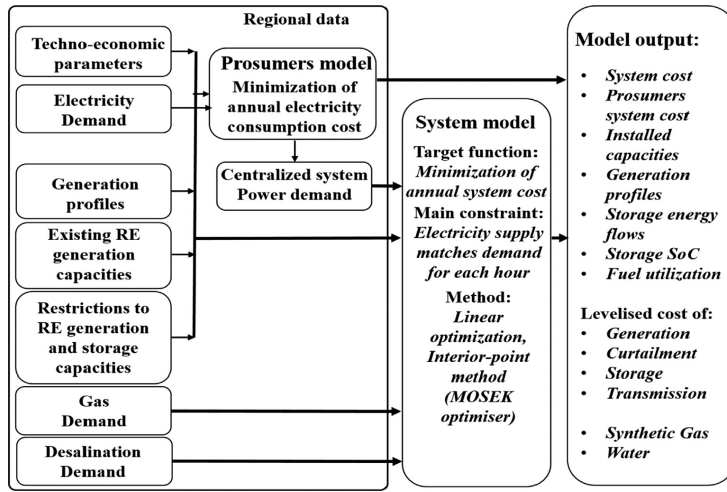 Regional data
Techno-economic
parameters
Electricity
Demand
Generation
profiles
Existing RE
generation
capacities
Restrictions to
RE generation
and storage
capacities
Gas
Demand
Desalination
Demand
Prosumers model
Minimization of
annual electricity
consumption cost
Centralized system
Power demand
System model
Target function:
Minimization of
annual system cost
Main constraint:
Electricity supply
matches demand
for each hour
Method:
Linear
optimization,
Interior-point
method
(MOSEK
optimiser)
Model output:
• System cost
• Prosumers
system cost
• Installed
capacities
• Generation
profiles
• Storage energy
flows
• Storage SoC
• Fuel utilization
Levelised cost of:
• Generation
• Curtailment
• Storage
• Transmission
• Synthetic Gas
• Water